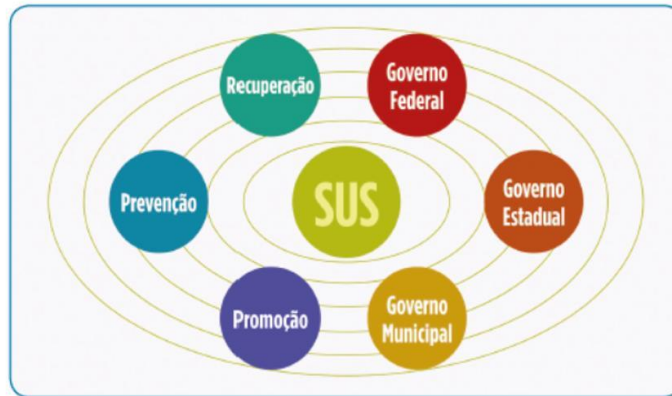 Recuperação
Governo
Federal
Prevenção
SUS
Governo
Estadual
Promoção
Governo
Municipal